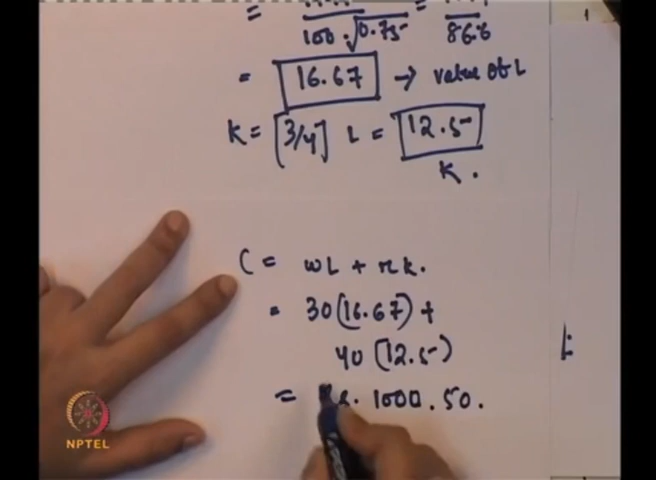 =
100.√0.75 = 86.6
= 16.67 → value of L
K = [3/4] L = 12.5
K.
C = wL + rk.
= 30(16.67) +
40(12.5)
= 1000.50.
NPTEL